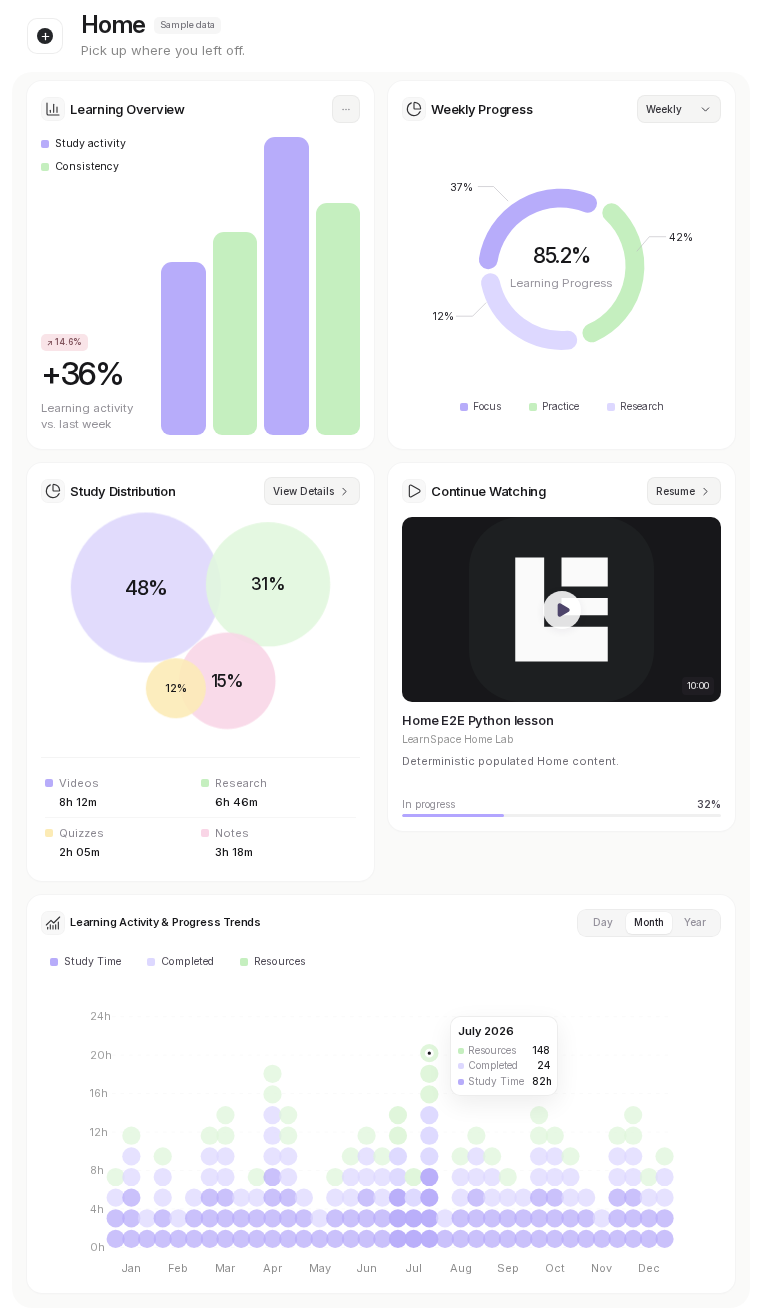 Home Sample data
Pick up where you left off.
Learning Overview
...
Study activity
Consistency
14.6%
+36%
Learning activity
vs. last week
Weekly Progress
Weekly
37%
42%
85.2%
Learning Progress
12%
Focus Practice Research
Study Distribution
View Details
48%
31%
15%
12%
Videos
8h 12m
Research
6h 46m
Quizzes
2h 05m
Notes
3h 18m
Continue Watching
Resume
LE
10:00
Home E2E Python lesson
LearnSpace Home Lab
Deterministic populated Home content.
In progress 32%
Learning Activity & Progress Trends
Day Month Year
Study Time Completed Resources
24h
20h
16h
12h
8h
4h
0h
July 2026
Resources 148
Completed 24
Study Time 82h
Jan Feb Mar Apr May Jun Jul Aug Sep Oct Nov Dec